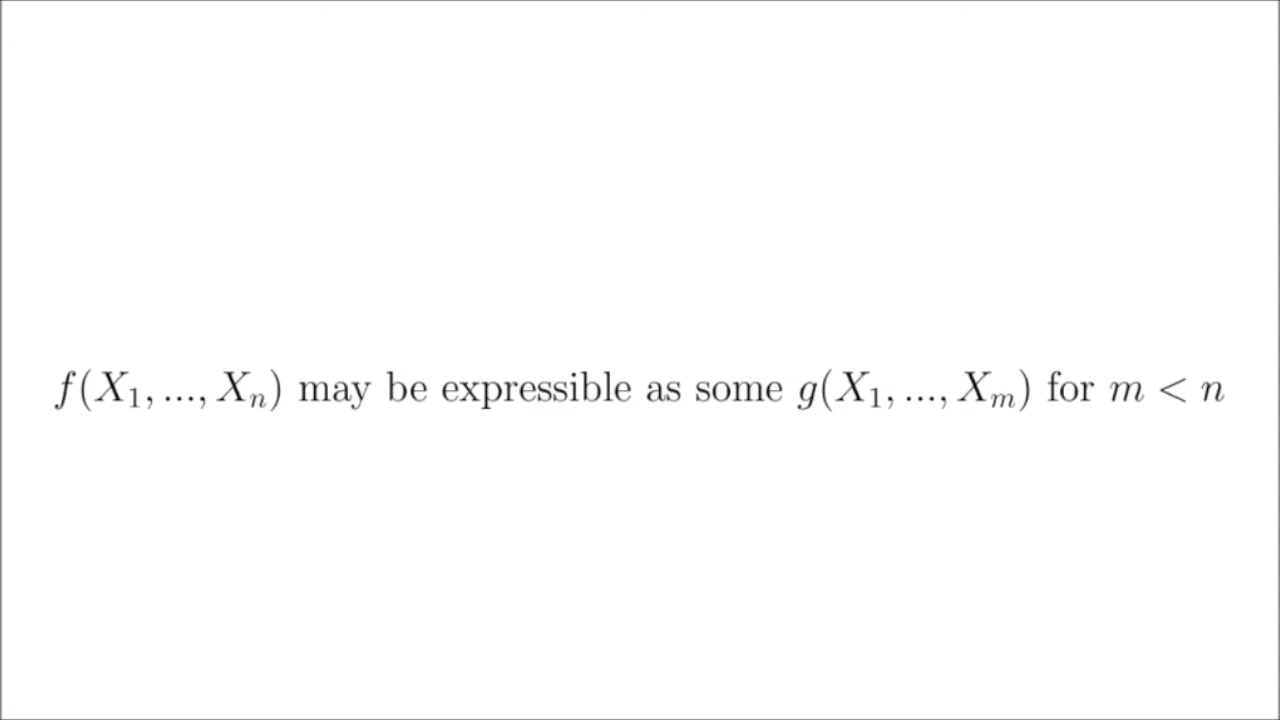 f(X₁, ..., Xₙ) may be expressible as some g(X₁, ..., Xₘ) for m < n